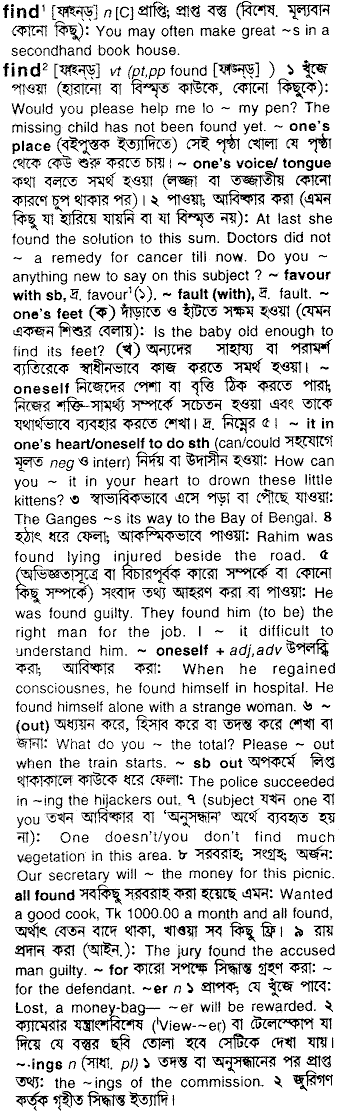 find¹ [ফাইন্ড্] n [C] প্রাপ্তি; প্রাপ্ত বস্তু (বিশেষ. মূল্যবান
কোনো কিছু): You may often make great ~s in a
secondhand book house.
find² [ফাইন্ড্] vt (pt,pp found [ফাউন্ড্] ) ১ খুঁজে
পাওয়া (হারানো বা বিস্মৃত কাউকে, কোনো কিছুকে):
Would you please help me lo ~ my pen? The
missing child has not been found yet. ~ one's
place (বইপুস্তক ইত্যাদিতে) সেই পৃষ্ঠা খোলা যে পৃষ্ঠা
থেকে কেউ শুরু করতে চায়। ~ one's voice/ tongue
কথা বলতে সমর্থ হওয়া (লজ্জা বা তজ্জাতীয় কোনো
কারণে চুপ থাকার পর)। ২ পাওয়া; আবিষ্কার করা (এমন
কিছু যা হারিয়ে যায়নি বা যা বিস্মৃত নয়): At last she
found the solution to this sum. Doctors did not
~ a remedy for cancer till now. Do you ~
anything new to say on this subject ? ~ favour
with sb, দ্র. favour¹(১). ~ fault (with), দ্র. fault. ~
one's feet (ক) দাঁড়াতে ও হাঁটতে সক্ষম হওয়া (যেমন
একজন শিশুর বেলায়): Is the baby old enough to
find its feet? (খ) অন্যদের সাহায্য বা পরামর্শ
ব্যতিরেকে স্বাধীনভাবে কাজ করতে সমর্থ হওয়া। ~
oneself নিজেদের পেশা বা বৃত্তি ঠিক করতে পারা;
নিজের শক্তি-সামর্থ্য সম্পর্কে সচেতন হওয়া এবং তাকে
যথার্থভাবে ব্যবহার করতে শেখা। দ্র. নিম্নের ৫। ~ it in
one's heart/oneself to do sth (can/could সহযোগে
মূলত neg ও interr) নির্দয় বা উদাসীন হওয়া: How can
you ~ it in your heart to drown these little
kittens? ৩ স্বাভাবিকভাবে এসে পড়া বা পৌঁছে যাওয়া:
The Ganges ~s its way to the Bay of Bengal. ৪
হঠাৎ ধরে ফেলা; আকস্মিকভাবে পাওয়া: Rahim was
found lying injured beside the road. ৫
(অভিজ্ঞতাসূত্রে বা বিচারপূর্বক কারো সম্পর্কে বা কোনো
কিছু সম্পর্কে) সংবাদ তথ্য আহরণ করা বা পাওয়া: He
was found guilty. They found him (to be) the
right man for the job. I ~ it difficult to
understand him. ~ oneself + adj,adv উপলব্ধি
করা; আবিষ্কার করা: When he regained
consciousnes, he found himself in hospital. He
found himself alone with a strange woman. ৬ ~
(out) অধ্যয়ন করে, হিসাব করে বা তদন্ত করে শেখা বা
জানা: What do you ~ the total? Please ~ out
when the train starts. ~ sb out অপকর্মে লিপ্ত
থাকাকালে কাউকে ধরে ফেলা: The police succeeded
in ~ing the hijackers out. ৭ (subject যখন one বা
you তখন আবিষ্কার বা 'অনুসন্ধান' অর্থে ব্যবহৃত হয়
না): One doesn't/you don't find much
vegetation in this area. ৮ সরবরাহ; সংগ্রহ; অর্জন:
Our secretary will ~ the money for this picnic.
all found সবকিছু সরবরাহ করা হয়েছে এমন: Wanted
a good cook, Tk 1000.00 a month and all found,
অর্থাৎ বেতন বাদে থাকা, খাওয়া সব কিছু ফ্রি। ৯ রায়
প্রদান করা (আইন.): The jury found the accused
man guilty. ~ for কারো সপক্ষে সিদ্ধান্ত গ্রহণ করা: ~
for the defendant. ~er n ১ প্রাপক; যে খুঁজে পাবে:
Lost, a money-bag— ~er will be rewarded. ২
ক্যামেরার যন্ত্রাংশবিশেষ ('View-~er) বা টেলেস্কোপ যা
দিয়ে যে বস্তুর ছবি তোলা হবে সেটিকে দেখা যায়।
~.ings n (সাধা. pl) ১ তদন্ত বা অনুসন্ধানের পর প্রাপ্ত
তথ্য: the ~ings of the commission. ২ জুরিগণ
কর্তৃক গৃহীত সিদ্ধান্ত ইত্যাদি।